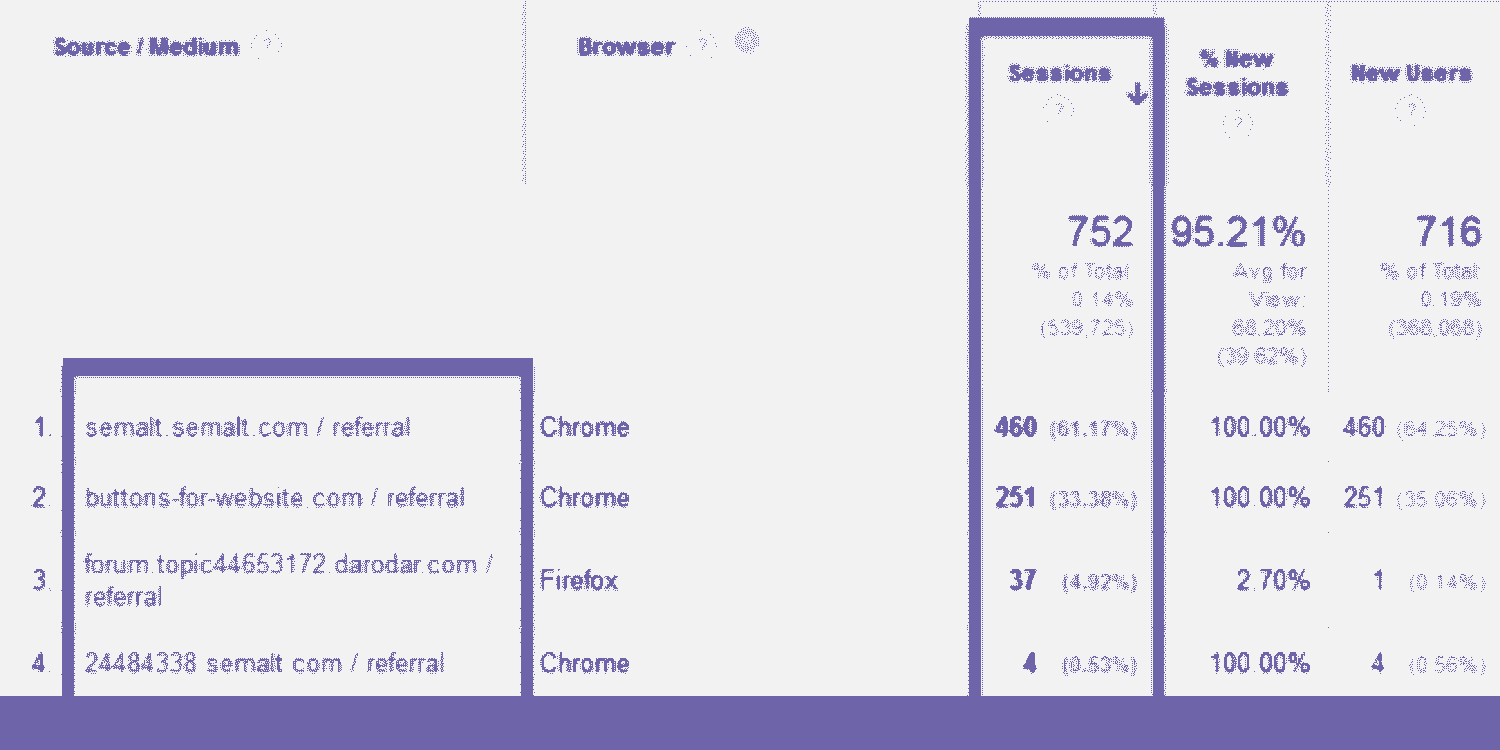 Source / Medium ? Browser ? Sessions ? % New Sessions ? New Users ?
752 95.21% 716
% of Total: 0.14% (539,725) Avg for View: 68.20% (39.62%) % of Total: 0.19% (368,068)
1. semalt.semalt.com / referral Chrome 460 (61.17%) 100.00% 460 (64.25%)
2. buttons-for-website.com / referral Chrome 251 (33.38%) 100.00% 251 (35.06%)
3. forum.topic44653172.darodar.com / referral Firefox 37 (4.92%) 2.70% 1 (0.14%)
4. 24484338.semalt.com / referral Chrome 4 (0.53%) 100.00% 4 (0.56%)